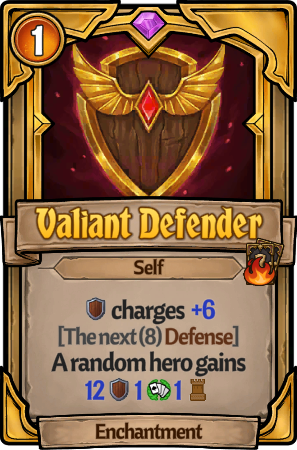 1
Valiant Defender
Self
charges +6
[The next (8) Defense]
A random hero gains
12 1 1
Enchantment